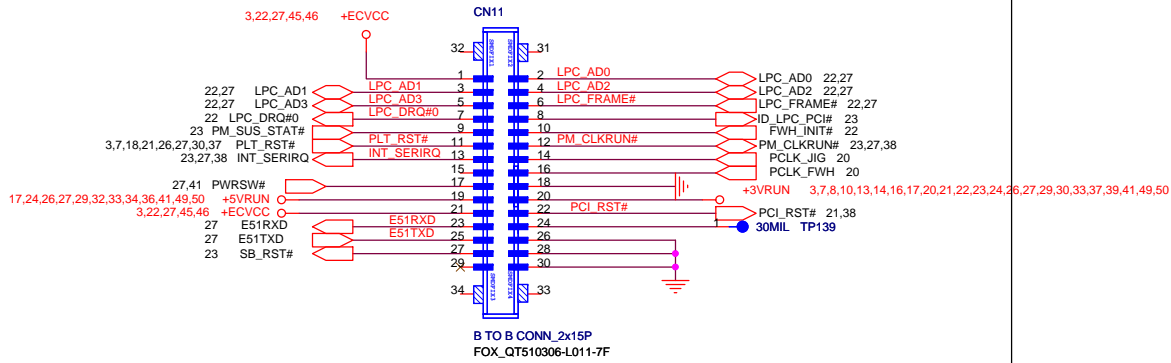 CN11
3,22,27,45,46 +ECVCC
32 31
SMDFIX1 SMDFIX2
1 2 LPC_AD0 LPC_AD0 22,27
22,27 LPC_AD1 LPC_AD1 3 4 LPC_AD2 LPC_AD2 22,27
22,27 LPC_AD3 LPC_AD3 5 6 LPC_FRAME# LPC_FRAME# 22,27
22 LPC_DRQ#0 LPC_DRQ#0 7 8 ID_LPC_PCI# 23
23 PM_SUS_STAT# 9 10 FWH_INIT# 22
3,7,18,21,26,27,30,37 PLT_RST# PLT_RST# 11 12 PM_CLKRUN# PM_CLKRUN# 23,27,38
23,27,38 INT_SERIRQ INT_SERIRQ 13 14 PCLK_JIG 20
15 16 PCLK_FWH 20
27,41 PWRSW# 17 18
17,24,26,27,29,32,33,34,36,41,49,50 +5VRUN 19 20 +3VRUN 3,7,8,10,13,14,16,17,20,21,22,23,24,26,27,29,30,33,37,39,41,49,50
3,22,27,45,46 +ECVCC 21 22 PCI_RST# PCI_RST# 21,38
27 E51RXD E51RXD 23 24 1 30MIL TP139
27 E51TXD E51TXD 25 26
23 SB_RST# 27 28
29 30
SMDFIX3 SMDFIX4
34 33
B TO B CONN_2x15P
FOX_QT510306-L011-7F